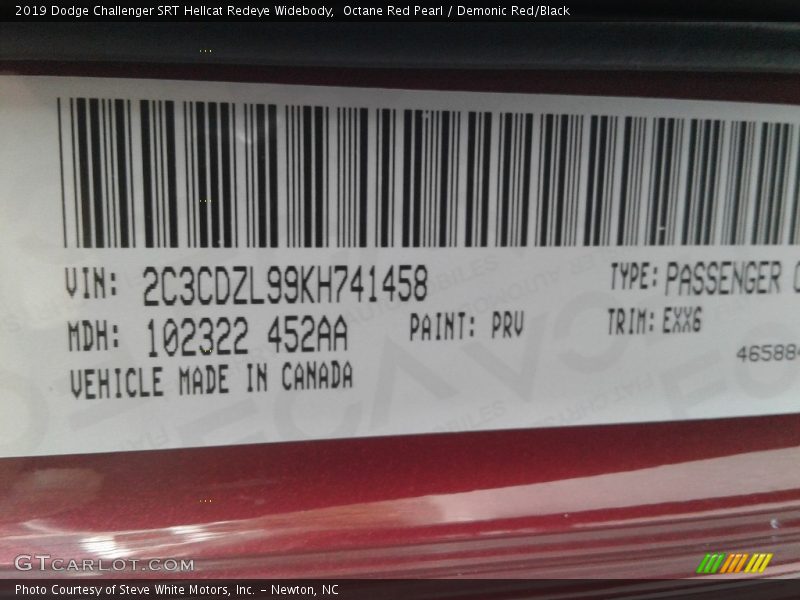 2019 Dodge Challenger SRT Hellcat Redeye Widebody,  Octane Red Pearl / Demonic Red/Black
VIN: 2C3CDZL99KH741458 TYPE: PASSENGER
MDH: 102322 452AA PAINT: PRV TRIM: EXX6
VEHICLE MADE IN CANADA 46588
GTCARLOT.COM
Photo Courtesy of Steve White Motors, Inc. – Newton, NC